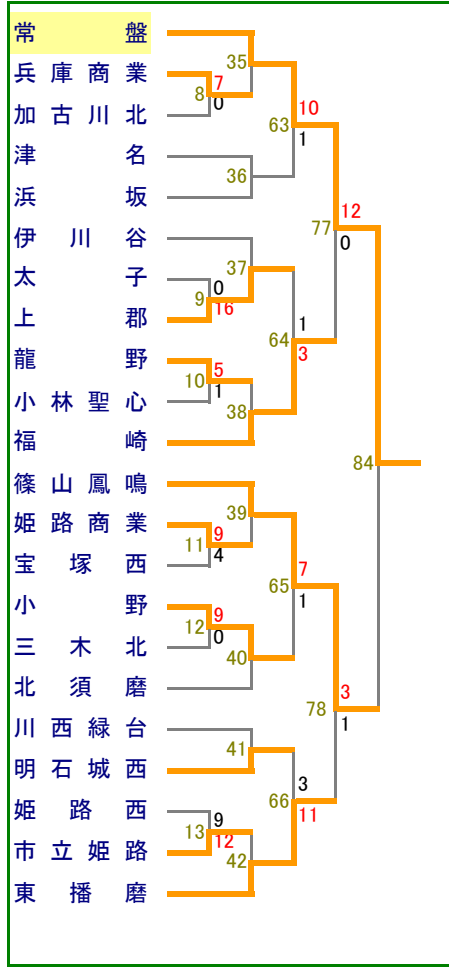 常盤
35
兵庫商業
7
8
0
加古川北
10
63
1
津名
36
浜坂
12
77
0
伊川谷
37
太子
0
9
16
上郡
1
64
3
龍野
5
10
1
小林聖心
38
福崎
84
篠山鳳鳴
39
姫路商業
9
11
4
宝塚西
7
65
1
小野
9
12
0
三木北
40
北須磨
3
78
1
川西緑台
41
明石城西
3
66
11
姫路西
9
13
12
市立姫路
42
東播磨